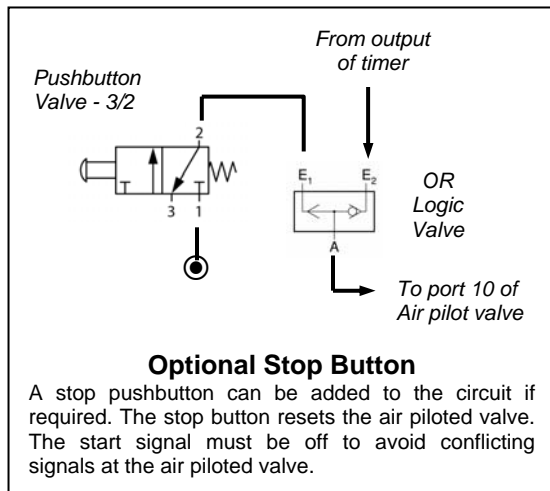 From output
of timer
Pushbutton
Valve - 3/2
2
3 1
E1 E2
A
OR
Logic
Valve
To port 10 of
Air pilot valve
Optional Stop Button
A stop pushbutton can be added to the circuit if
required. The stop button resets the air piloted valve.
The start signal must be off to avoid conflicting
signals at the air piloted valve.